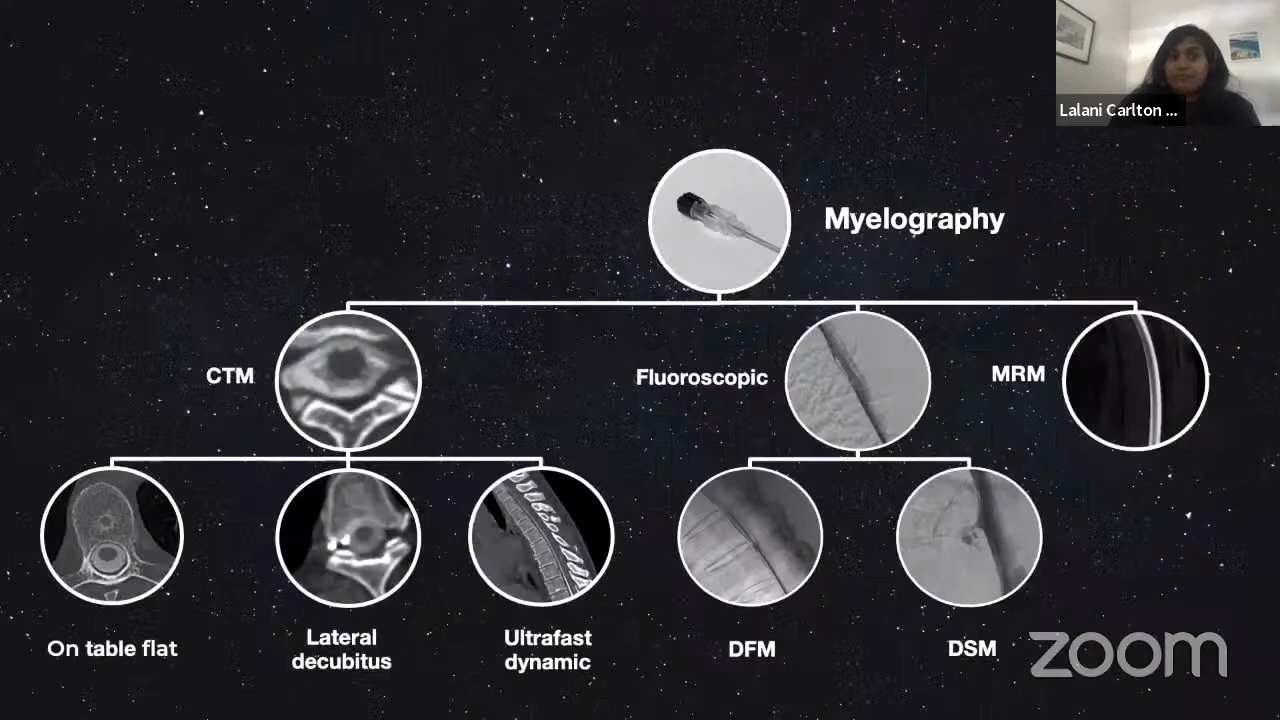 Lalani Carlton ...
Myelography
CTM
Fluoroscopic
MRM
On table flat
Lateral
decubitus
Ultrafast
dynamic
DFM
DSM
zoom